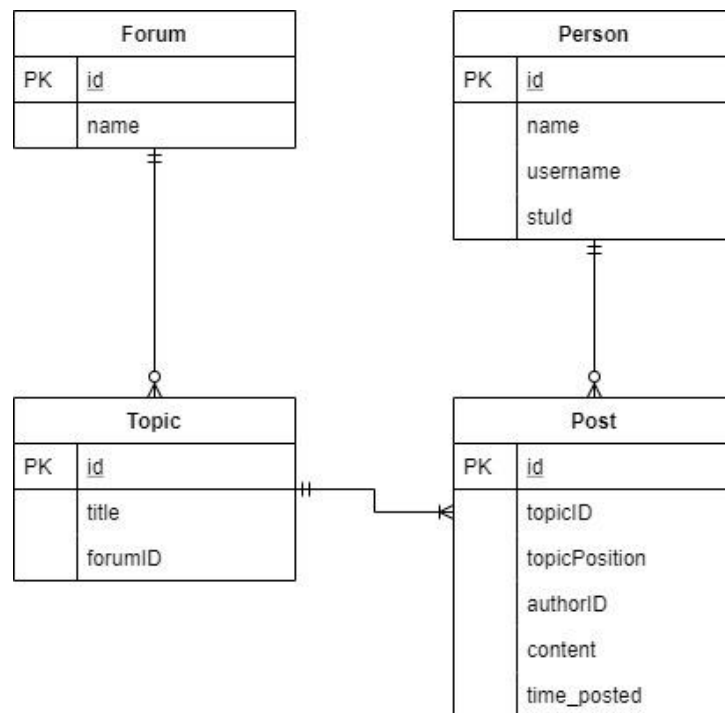 Forum
PK id
name
Person
PK id
name
username
stuId
Topic
PK id
title
forumID
Post
PK id
topicID
topicPosition
authorID
content
time_posted